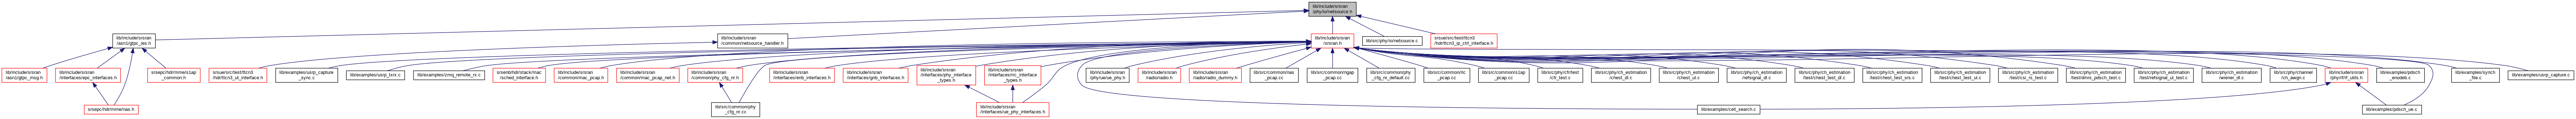 lib/include/srsran
/phy/io/netsource.h
lib/include/srsran
/asn1/gtpc_ies.h
lib/include/srsran
/common/netsource_handler.h
lib/include/srsran
/srsran.h
lib/src/phy/io/netsource.c
srsue/src/test/ttcn3
/hdr/ttcn3_ip_ctrl_interface.h
lib/include/srsran
/asn1/gtpc_msg.h
lib/include/srsran
/interfaces/epc_interfaces.h
srsepc/hdr/mme/s1ap
_common.h
srsue/src/test/ttcn3
/hdr/ttcn3_ut_interface.h
lib/examples/usrp_capture
_sync.c
lib/examples/usrp_txrx.c
lib/examples/zmq_remote_rx.c
srsenb/hdr/stack/mac
/sched_interface.h
lib/include/srsran
/common/mac_pcap.h
lib/include/srsran
/common/mac_pcap_net.h
lib/include/srsran
/common/phy_cfg_nr.h
lib/include/srsran
/interfaces/enb_interfaces.h
lib/include/srsran
/interfaces/gnb_interfaces.h
lib/include/srsran
/interfaces/phy_interface
_types.h
lib/include/srsran
/interfaces/rrc_interface
_types.h
lib/include/srsran
/phy/ue/ue_phy.h
lib/include/srsran
/radio/radio.h
lib/include/srsran
/radio/radio_dummy.h
lib/src/common/mac
_pcap.cc
lib/src/common/ngap
_pcap.cc
lib/src/common/phy
_cfg_nr_default.cc
lib/src/common/rlc
_pcap.cc
lib/src/common/s1ap
_pcap.cc
lib/src/phy/cfr/test
/cfr_test.c
lib/src/phy/ch_estimation
/chest_dl.c
lib/src/phy/ch_estimation
/chest_ul.c
lib/src/phy/ch_estimation
/refsignal_dl.c
lib/src/phy/ch_estimation
/test/chest_test_dl.c
lib/src/phy/ch_estimation
/test/chest_test_srs.c
lib/src/phy/ch_estimation
/test/chest_test_ul.c
lib/src/phy/ch_estimation
/test/csi_rs_test.c
lib/src/phy/ch_estimation
/test/dmrs_pdsch_test.c
lib/src/phy/ch_estimation
/test/refsignal_ul_test.c
lib/src/phy/ch_estimation
/wiener_dl.c
lib/src/phy/channel
/ch_awgn.c
lib/include/srsran
/phy/rf/rf_utils.h
lib/examples/pdsch
_enodeb.c
lib/examples/synch
_file.c
lib/examples/usrp_capture.c
srsepc/hdr/mme/nas.h
lib/src/common/phy
_cfg_nr.cc
lib/include/srsran
/interfaces/ue_phy_interfaces.h
lib/examples/cell_search.c
lib/examples/pdsch_ue.c